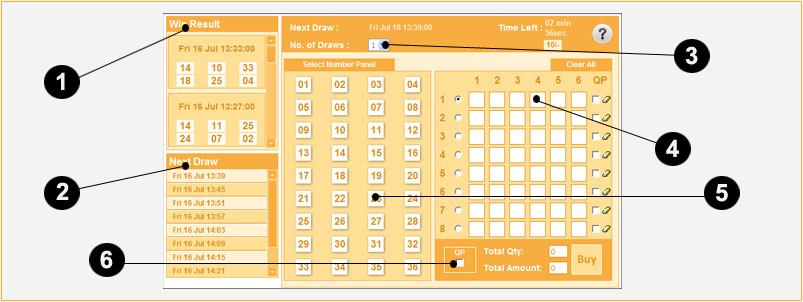 Win Result
Fri 16 Jul 13:33:00
14 10 33
18 25 04
Fri 16 Jul 13:27:00
14 11 25
24 07 02
Next Draw
Fri 16 Jul 13:39
Fri 16 Jul 13:45
Fri 16 Jul 13:51
Fri 16 Jul 13:57
Fri 16 Jul 14:03
Fri 16 Jul 14:09
Fri 16 Jul 14:15
Fri 16 Jul 14:21
Next Draw : Fri Jul 16 13:39:00
Time Left : 02 min
56sec
No. of Draws : 1
10/-
?
Select Number Panel
01 02 03 04
05 06 07 08
09 10 11 12
13 14 15 16
17 18 19 20
21 22 23 24
25 26 27 28
29 30 31 32
33 34 35 36
Clear All
1 2 3 4 5 6 QP
1
2
3
4
5
6
7
8
QP
Total Qty: 0
Total Amount: 0
Buy
1
2
3
4
5
6